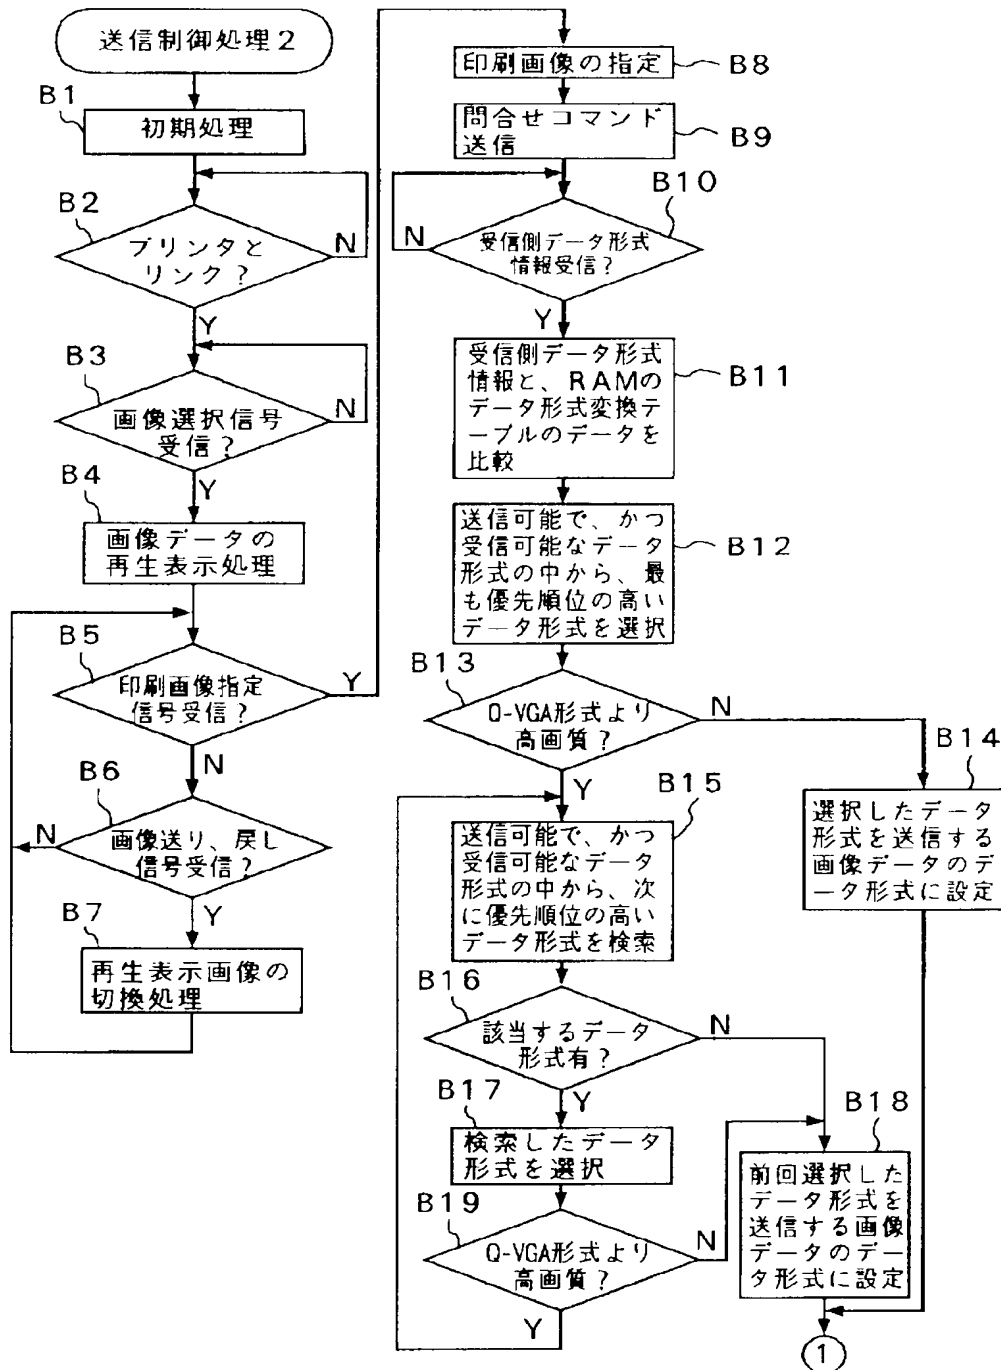 送信制御処理2
B1
初期処理
B2
プリンタと
リンク?
N
Y
B3
画像選択信号
受信?
N
Y
B4
画像データの
再生表示処理
B5
印刷画像指定
信号受信?
Y
N
B6
画像送り、戻し
信号受信?
N
Y
B7
再生表示画像の
切換処理
印刷画像の指定
B8
問合せコマンド
送信
B9
B10
受信側データ形式
情報受信?
N
Y
受信側データ形式
情報と、RAMの
データ形式変換テ
ーブルのデータを
比較
B11
送信可能で、かつ
受信可能なデータ
形式の中から、最
も優先順位の高い
データ形式を選択
B12
B13
Q-VGA形式より
高画質?
N
Y
B14
選択したデータ
形式を送信する
画像データのデ
ータ形式に設定
B15
送信可能で、かつ
受信可能なデータ
形式の中から、次
に優先順位の高い
データ形式を検索
B16
該当するデータ
形式有?
N
Y
B17
検索したデータ
形式を選択
B18
前回選択した
データ形式を
送信する画像
データのデー
タ形式に設定
B19
Q-VGA形式より
高画質?
N
Y
1